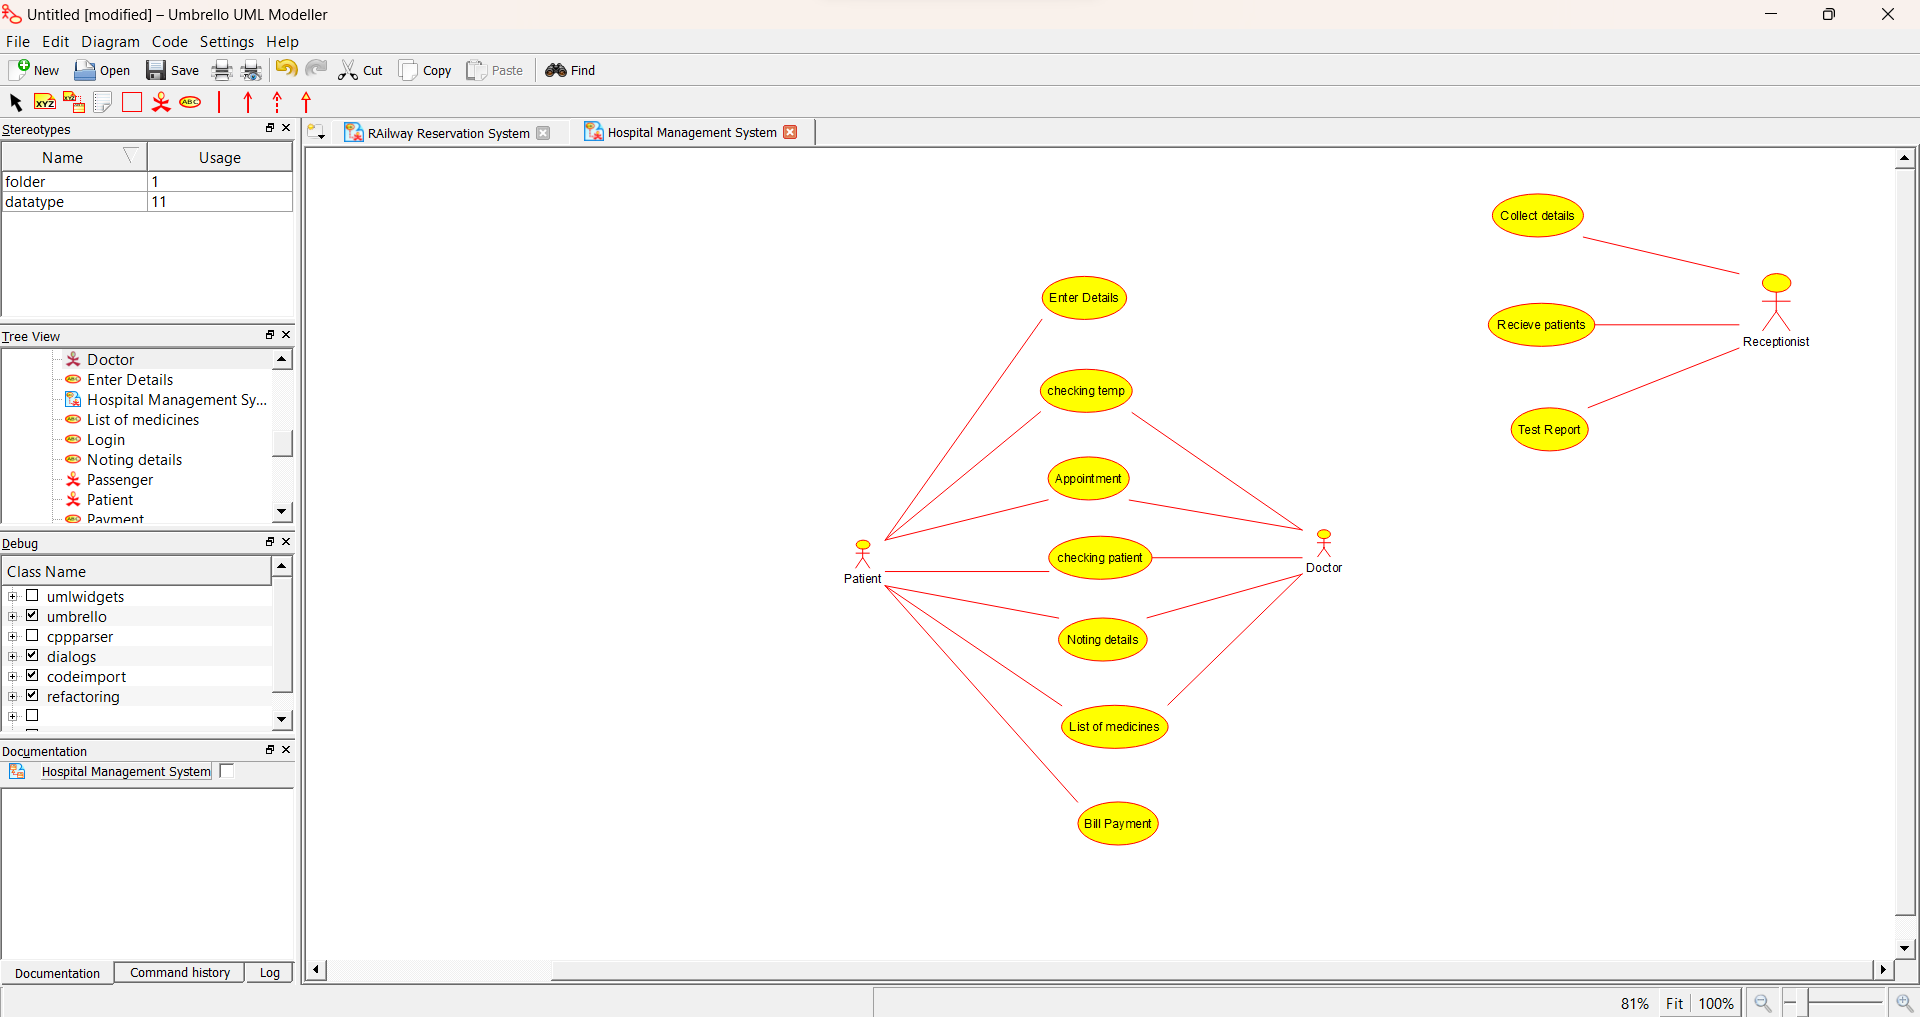 Untitled [modified] – Umbrello UML Modeller
File Edit Diagram Code Settings Help
New Open Save Cut Copy Paste Find
XYZ XYZ ABC
Stereotypes
RAilway Reservation System
Hospital Management System
Name Usage
folder 1
datatype 11
Tree View
Doctor
Enter Details
Hospital Management Sy...
List of medicines
Login
Noting details
Passenger
Patient
Payment
Debug
Class Name
umlwidgets
umbrello
cppparser
dialogs
codeimport
refactoring
Documentation
Hospital Management System
Documentation Command history Log
Collect details
Enter Details
Recieve patients
Receptionist
checking temp
Test Report
Appointment
checking patient
Patient
Doctor
Noting details
List of medicines
Bill Payment
81% Fit 100%